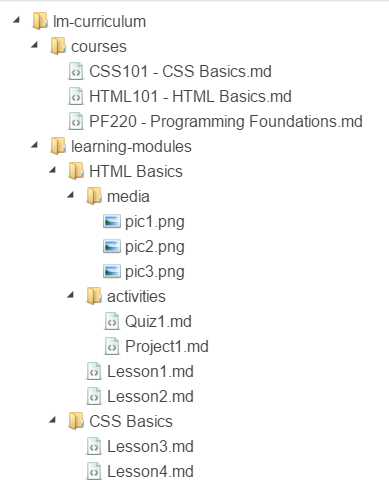 lm-curriculum
courses
CSS101 - CSS Basics.md
HTML101 - HTML Basics.md
PF220 - Programming Foundations.md
learning-modules
HTML Basics
media
pic1.png
pic2.png
pic3.png
activities
Quiz1.md
Project1.md
Lesson1.md
Lesson2.md
CSS Basics
Lesson3.md
Lesson4.md